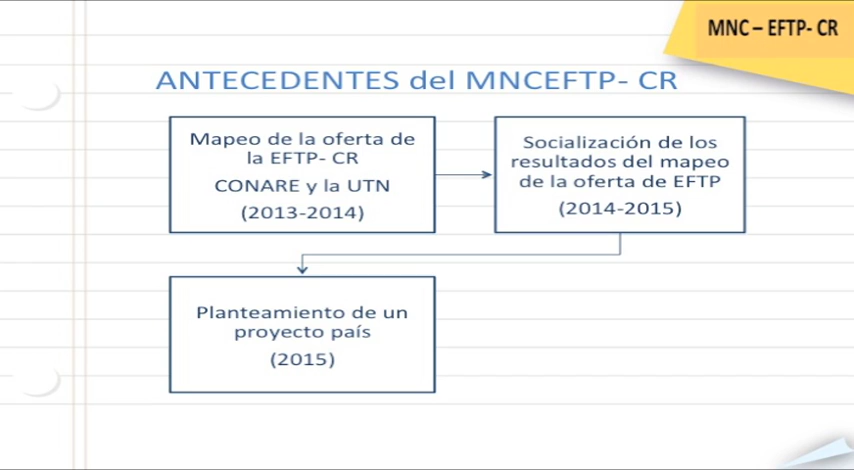 MNC – EFTP- CR
ANTECEDENTES del MNCEFTP- CR
Mapeo de la oferta de
la EFTP- CR
CONARE y la UTN
(2013-2014)
Socialización de los
resultados del mapeo
de la oferta de EFTP
(2014-2015)
Planteamiento de un
proyecto país
(2015)